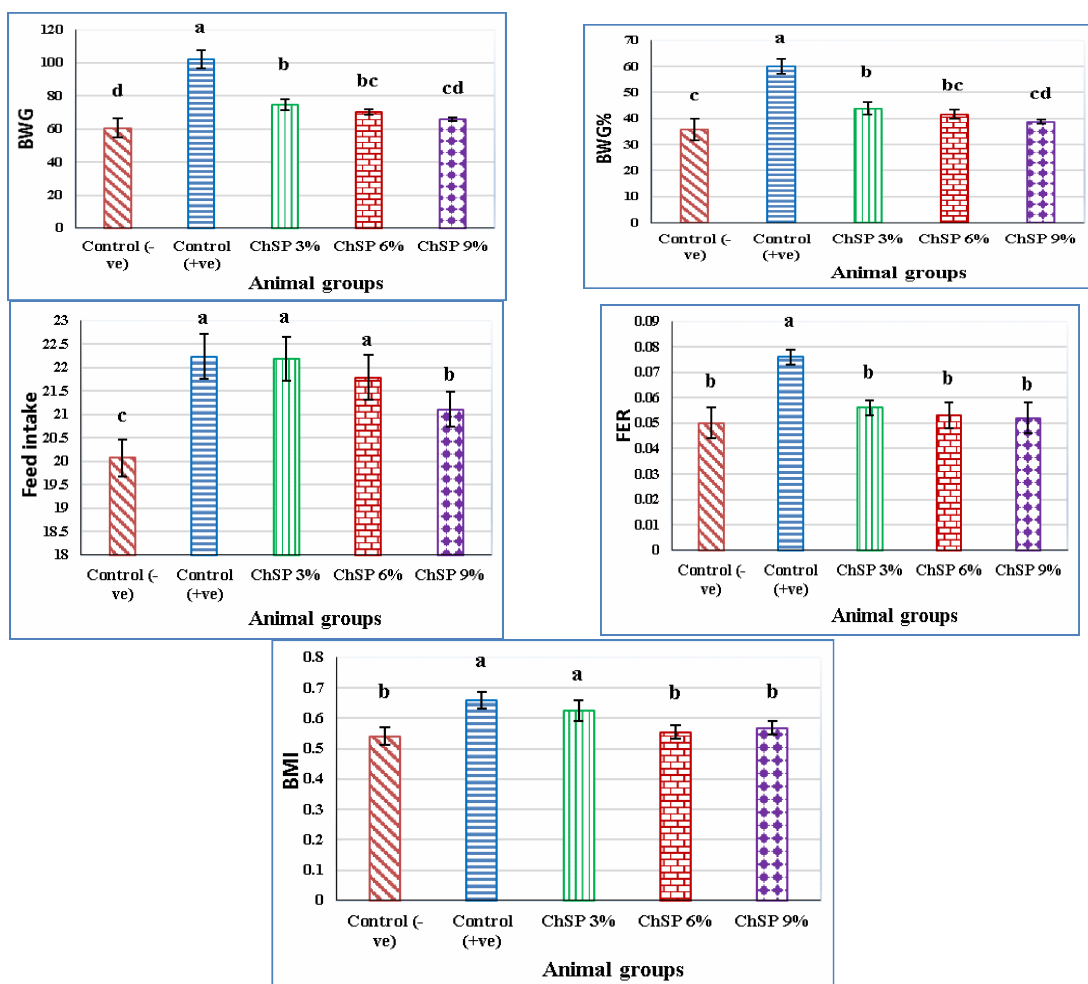 BWG
120
100
80
60
40
20
0
d
a
b
bc
cd
Control (-
ve)
Control
(+ve)
ChSP 3%
ChSP 6%
ChSP 9%
Animal groups
BWG%
70
60
50
40
30
20
10
0
c
a
b
bc
cd
Control (-
ve)
Control
(+ve)
ChSP 3%
ChSP 6%
ChSP 9%
Animal groups
Feed intake
23
22.5
22
21.5
21
20.5
20
19.5
19
18.5
18
c
a
a
a
b
Control (-
ve)
Control
(+ve)
ChSP 3%
ChSP 6%
ChSP 9%
Animal groups
FER
0.09
0.08
0.07
0.06
0.05
0.04
0.03
0.02
0.01
0
b
a
b
b
b
Control (-
ve)
Control
(+ve)
ChSP 3%
ChSP 6%
ChSP 9%
Animal groups
BMI
0.8
0.7
0.6
0.5
0.4
0.3
0.2
0.1
0
b
a
a
b
b
Control (-
ve)
Control
(+ve)
ChSP 3%
ChSP 6%
ChSP 9%
Animal groups